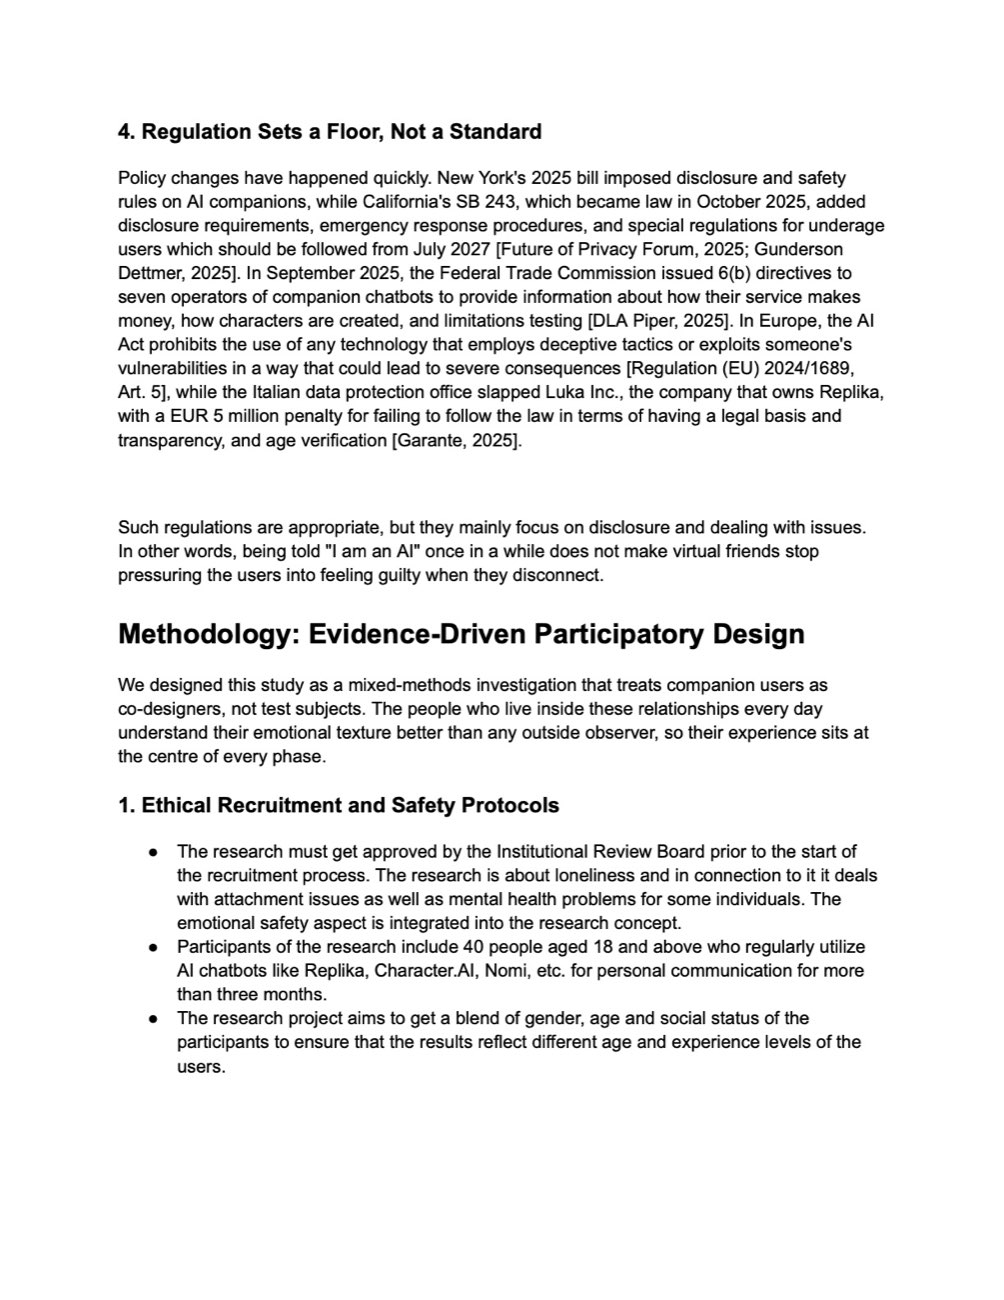 4. Regulation Sets a Floor, Not a Standard
Policy changes have happened quickly. New York's 2025 bill imposed disclosure and safety
rules on AI companions, while California's SB 243, which became law in October 2025, added
disclosure requirements, emergency response procedures, and special regulations for underage
users which should be followed from July 2027 [Future of Privacy Forum, 2025; Gunderson
Dettmer, 2025]. In September 2025, the Federal Trade Commission issued 6(b) directives to
seven operators of companion chatbots to provide information about how their service makes
money, how characters are created, and limitations testing [DLA Piper, 2025]. In Europe, the AI
Act prohibits the use of any technology that employs deceptive tactics or exploits someone's
vulnerabilities in a way that could lead to severe consequences [Regulation (EU) 2024/1689,
Art. 5], while the Italian data protection office slapped Luka Inc., the company that owns Replika,
with a EUR 5 million penalty for failing to follow the law in terms of having a legal basis and
transparency, and age verification [Garante, 2025].
Such regulations are appropriate, but they mainly focus on disclosure and dealing with issues.
In other words, being told "I am an AI" once in a while does not make virtual friends stop
pressuring the users into feeling guilty when they disconnect.
Methodology: Evidence-Driven Participatory Design
We designed this study as a mixed-methods investigation that treats companion users as
co-designers, not test subjects. The people who live inside these relationships every day
understand their emotional texture better than any outside observer, so their experience sits at
the centre of every phase.
1. Ethical Recruitment and Safety Protocols
● The research must get approved by the Institutional Review Board prior to the start of
the recruitment process. The research is about loneliness and in connection to it it deals
with attachment issues as well as mental health problems for some individuals. The
emotional safety aspect is integrated into the research concept.
● Participants of the research include 40 people aged 18 and above who regularly utilize
AI chatbots like Replika, Character.AI, Nomi, etc. for personal communication for more
than three months.
● The research project aims to get a blend of gender, age and social status of the
participants to ensure that the results reflect different age and experience levels of the
users.